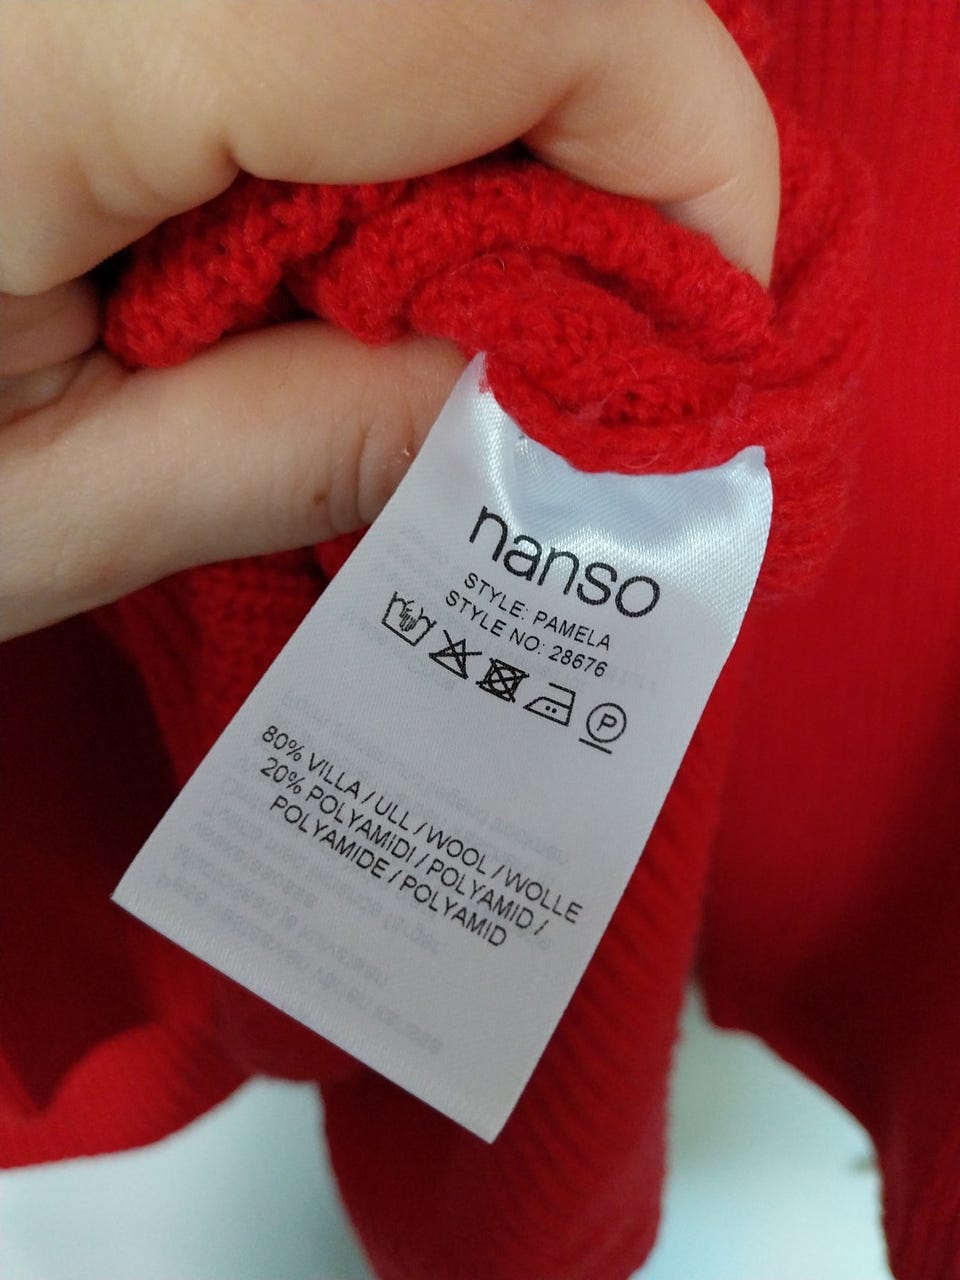 nanso
STYLE: PAMELA
STYLE NO: 28676
P
80% VILLA / ULL / WOOL / WOLLE
20% POLYAMIDI / POLYAMID /
POLYAMIDE / POLYAMID